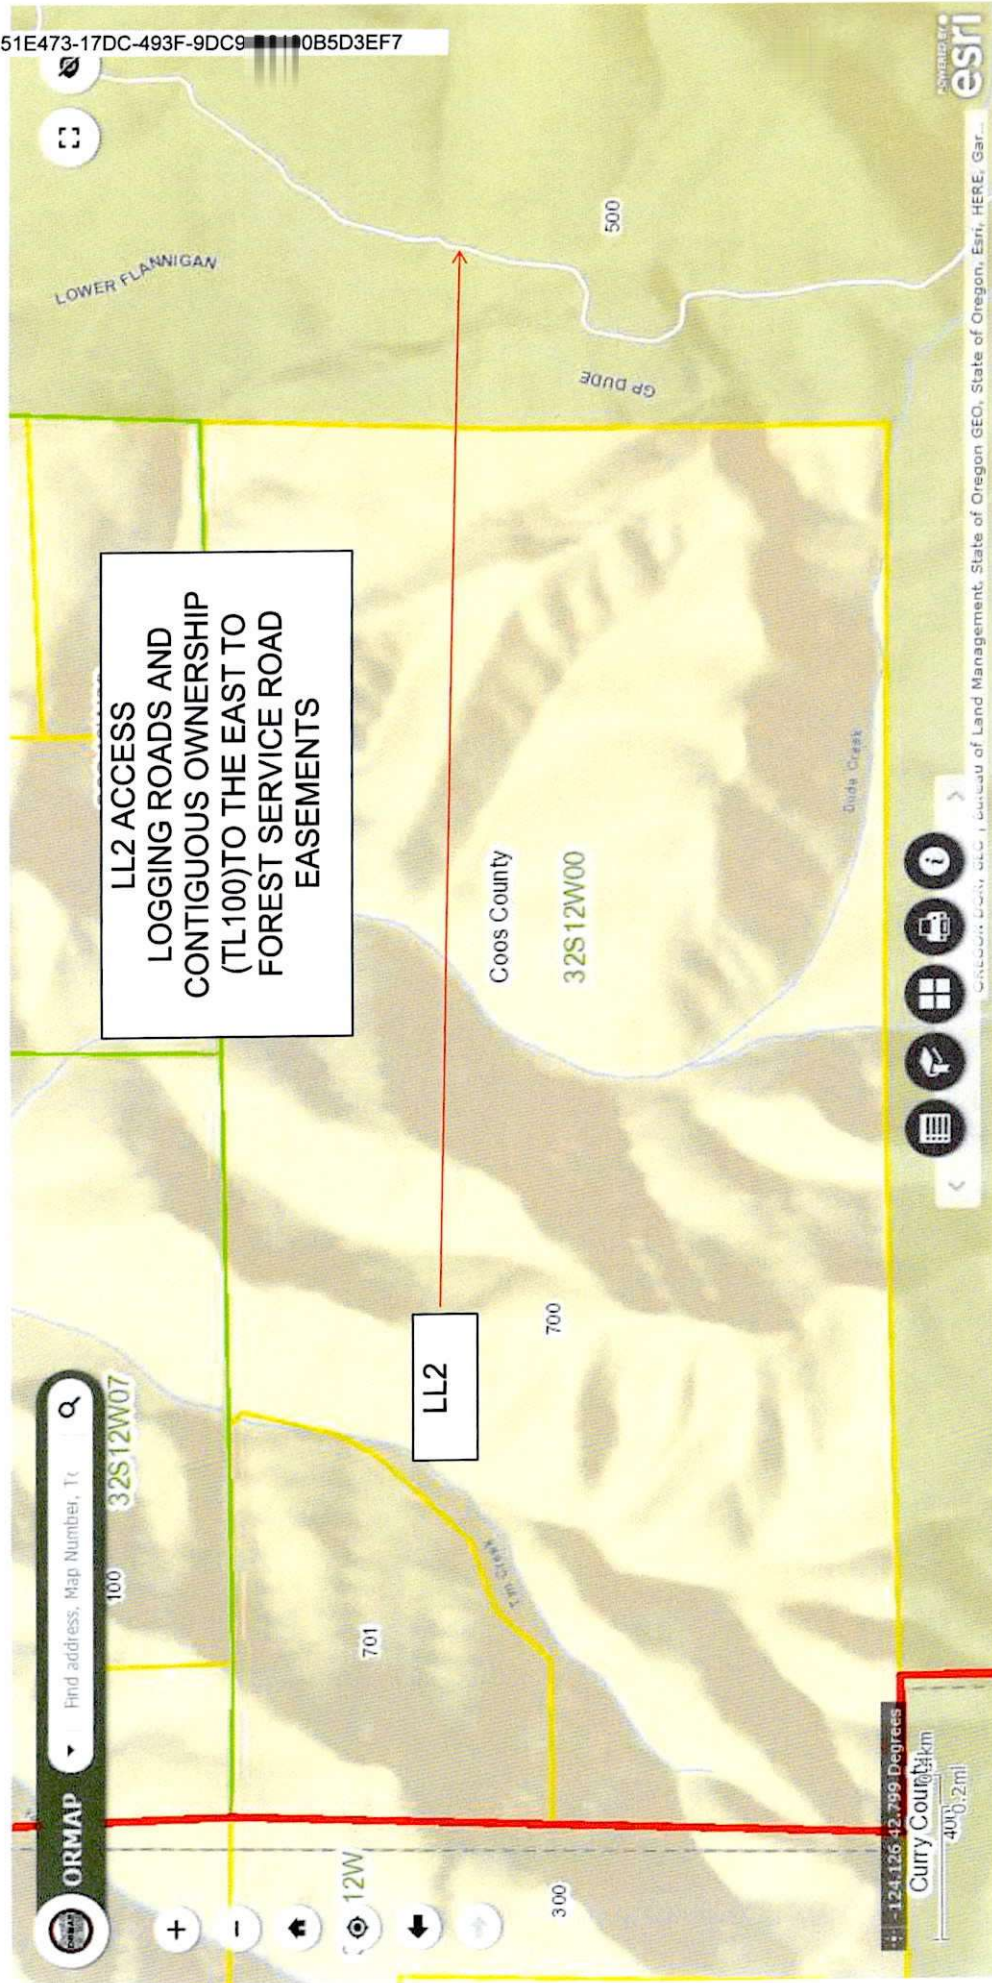 51E473-17DC-493F-9DC9
0B5D3EF7
ORMAP
Find address, Map Number,
32S12W07
100
LL2 ACCESS
LOGGING ROADS AND
CONTIGUOUS OWNERSHIP
(TL100)TO THE EAST TO
FOREST SERVICE ROAD
EASEMENTS
LOWER FLANNIGAN
12W
701
LL2
Coos County
32S12W00
700
300
500
GP DUDE
Dude Creek
Creek
-124.126 42.799 Degrees
Curry County
400
0.2mi
Bureau of Land Management, State of Oregon GEO, State of Oregon, Esri, HERE, Gar...
POWERED BY
esri